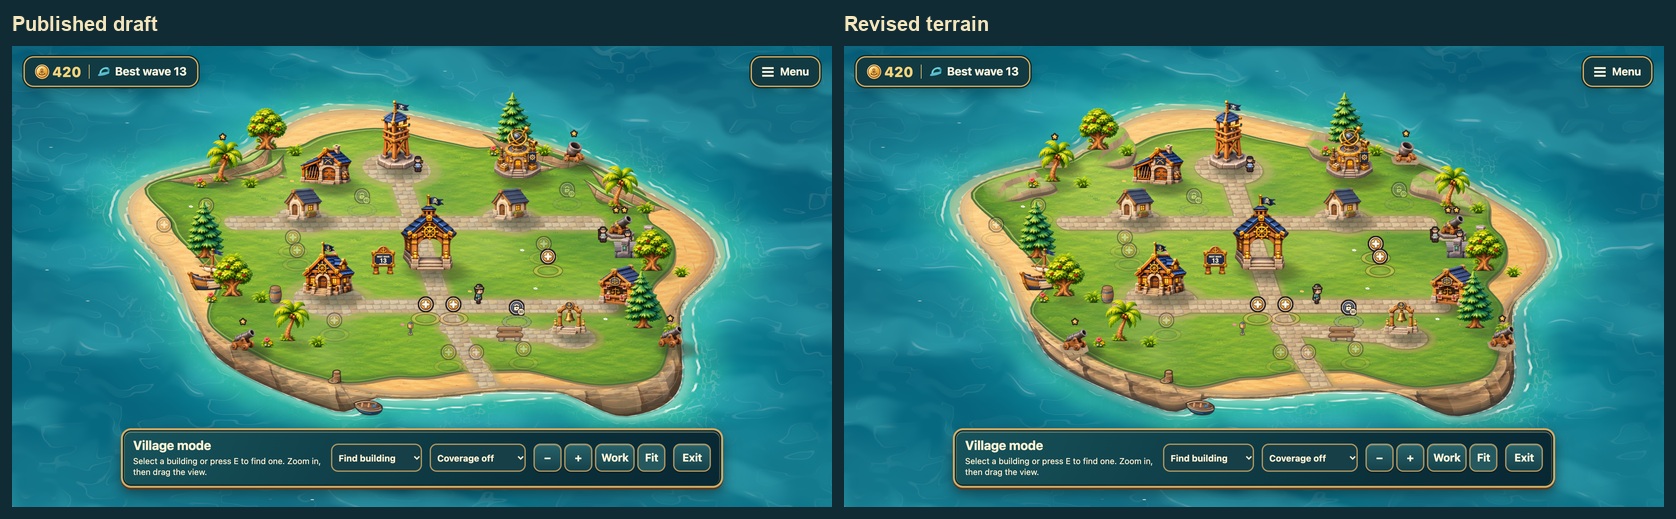 Published draft
420 Best wave 13
Menu
13
Village mode
Select a building or press E to find one. Zoom in,
then drag the view.
Find building
Coverage off
−
+
Work
Fit
Exit
Revised terrain
420 Best wave 13
Menu
13
Village mode
Select a building or press E to find one. Zoom in,
then drag the view.
Find building
Coverage off
−
+
Work
Fit
Exit